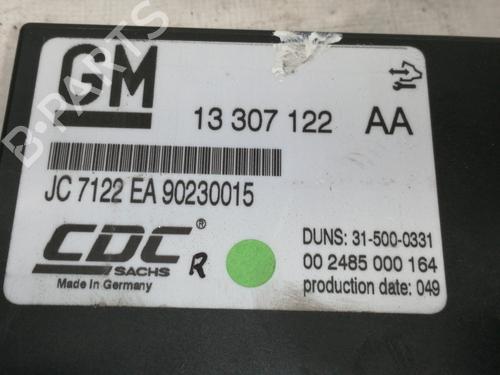 GM
13 307 122 AA
JC 7122 EA 90230015
CDC®
SACHS
R
Made in Germany
DUNS: 31-500-0331
00 2485 000 164
production date: 049
B-PARTS